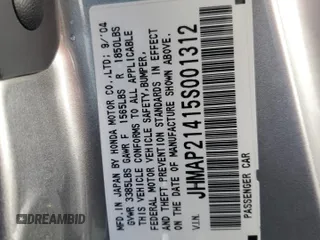 MFD. IN JAPAN BY HONDA MOTOR CO.,LTD; 9/'04
GVWR 3385LBS GAWR F 1565LBS R 1850LBS
THIS VEHICLE CONFORMS TO ALL APPLICABLE
FEDERAL MOTOR VEHICLE SAFETY,BUMPER,
AND THEFT PREVENTION STANDARDS IN EFFECT
ON THE DATE OF MANUFACTURE SHOWN ABOVE.
V.I.N. JHMAP21415S001312
PASSENGER CAR
DREAMBID